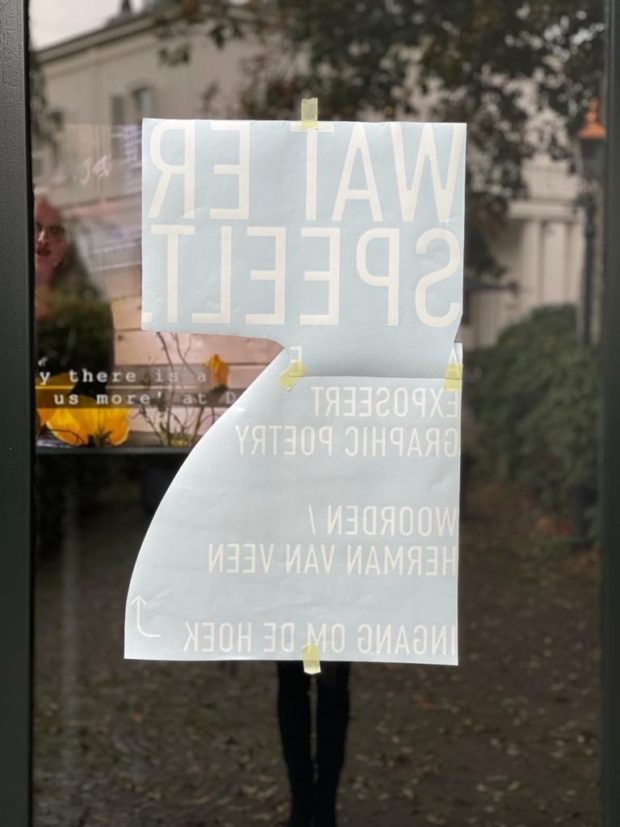 WAT ER
SPEELT.
EXPOSEERT
GRAPHIC POETRY
WOORDEN /
HERMAN VAN VEEN
INGANG OM DE HOEK
y there is a
us more' at D